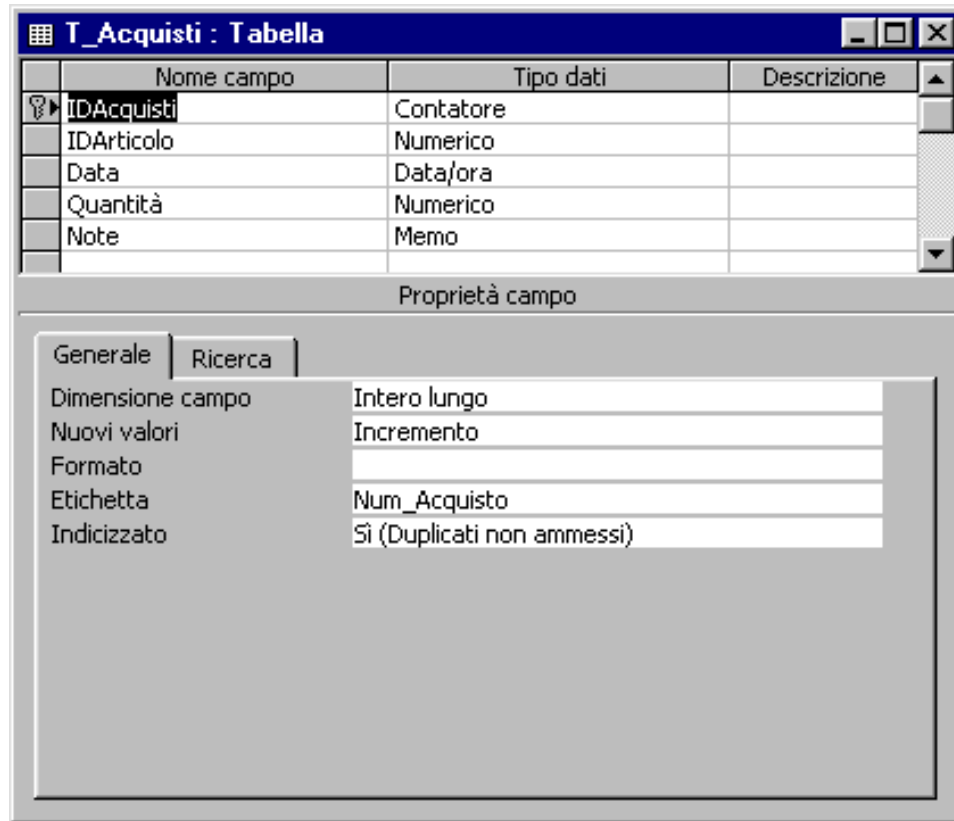 T_Acquisti : Tabella
Nome campo Tipo dati Descrizione
IDAcquisti Contatore
IDArticolo Numerico
Data Data/ora
Quantità Numerico
Note Memo
Proprietà campo
Generale Ricerca
Dimensione campo Intero lungo
Nuovi valori Incremento
Formato
Etichetta Num_Acquisto
Indicizzato Sì (Duplicati non ammessi)